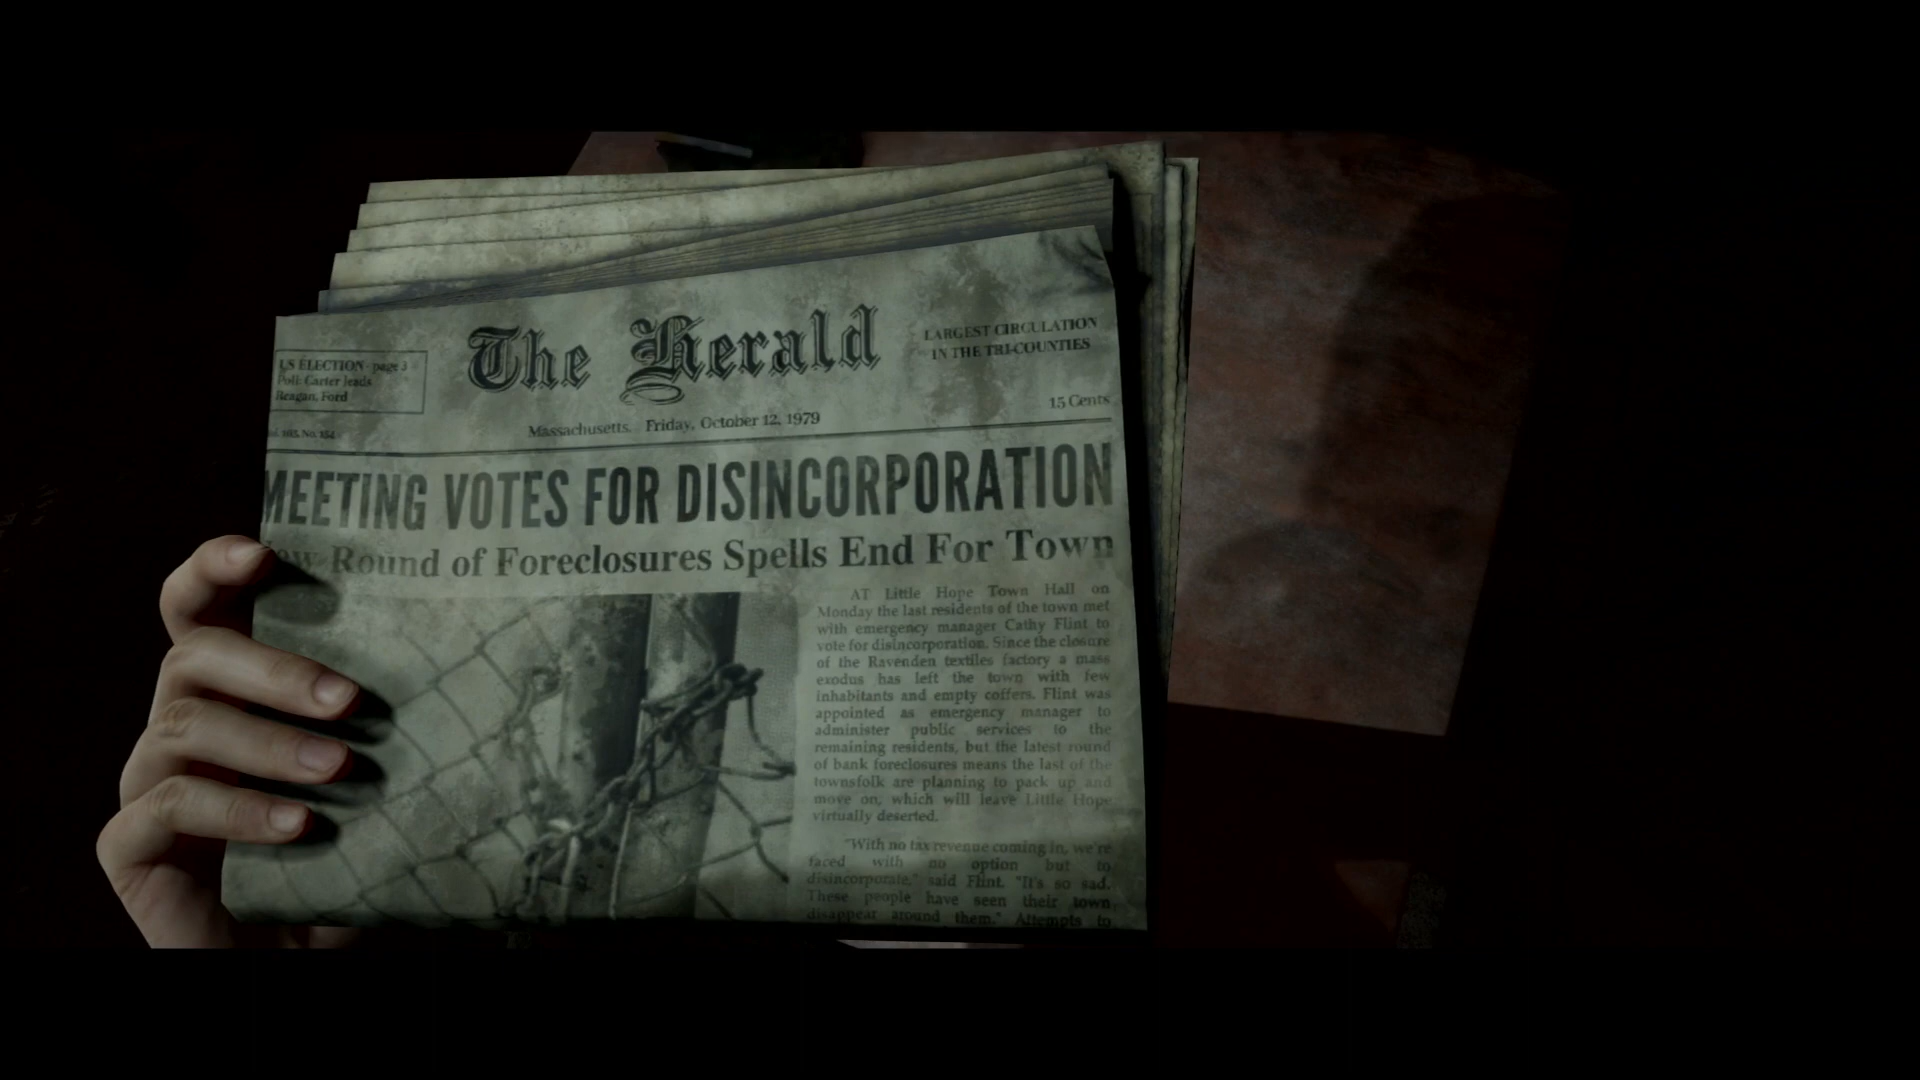 US ELECTION - page 3
Poll: Carter leads
Reagan, Ford
The Herald
LARGEST CIRCULATION
IN THE TRI-COUNTIES
15 Cents
No. 154
Massachusetts. Friday, October 12, 1979
MEETING VOTES FOR DISINCORPORATION
Round of Foreclosures Spells End For Town
AT Little Hope Town Hall on
Monday the last residents of the town met
with emergency manager Cathy Flint to
vote for disincorporation. Since the closure
of the Ravenden textiles factory a mass
exodus has left the town with few
inhabitants and empty coffers. Flint was
appointed as emergency manager to
administer public services to the
remaining residents, but the latest round
of bank foreclosures means the last of the
townsfolk are planning to pack up and
move on, which will leave Little Hope
virtually deserted.
"With no tax revenue coming in, we're
faced with no option but to
disincorporate," said Flint. "It's so sad.
These people have seen their town
disappear around them." Attempts to